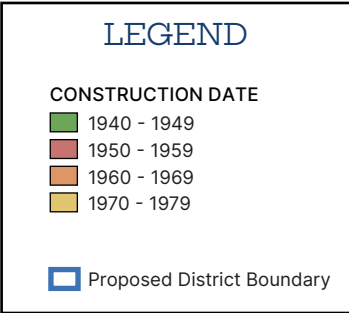 LEGEND
CONSTRUCTION DATE
1940 - 1949
1950 - 1959
1960 - 1969
1970 - 1979
Proposed District Boundary